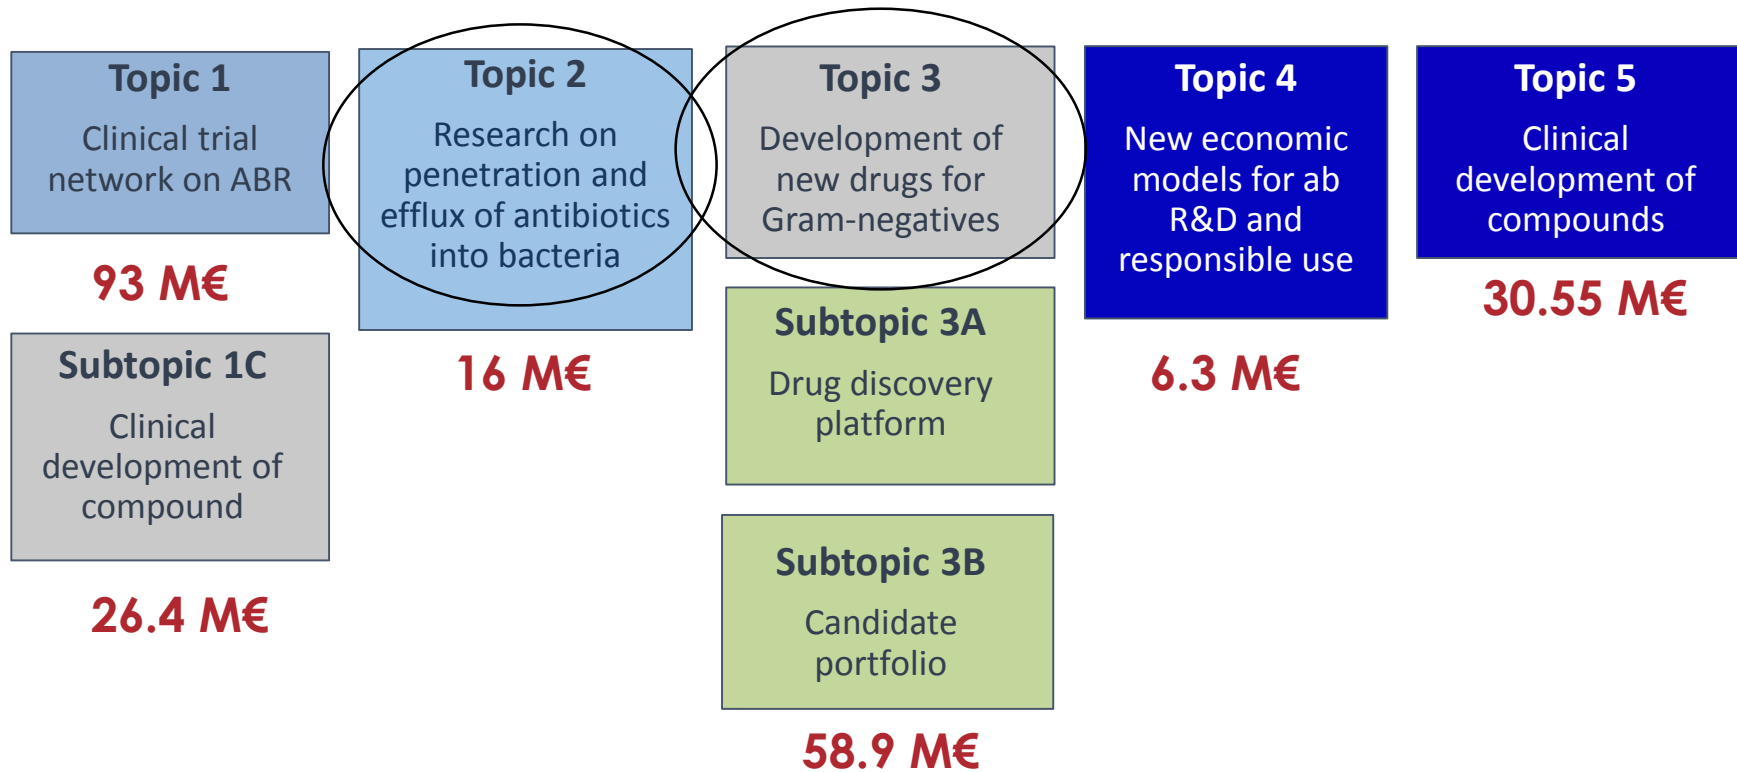 Topic 1
Clinical trial
network on ABR
93 M€
Subtopic 1C
Clinical
development of
compound
26.4 M€
Topic 2
Research on
penetration and
efflux of antibiotics
into bacteria
16 M€
Topic 3
Development of
new drugs for
Gram-negatives
Subtopic 3A
Drug discovery
platform
Subtopic 3B
Candidate
portfolio
58.9 M€
Topic 4
New economic
models for ab
R&D and
responsible use
6.3 M€
Topic 5
Clinical
development of
compounds
30.55 M€